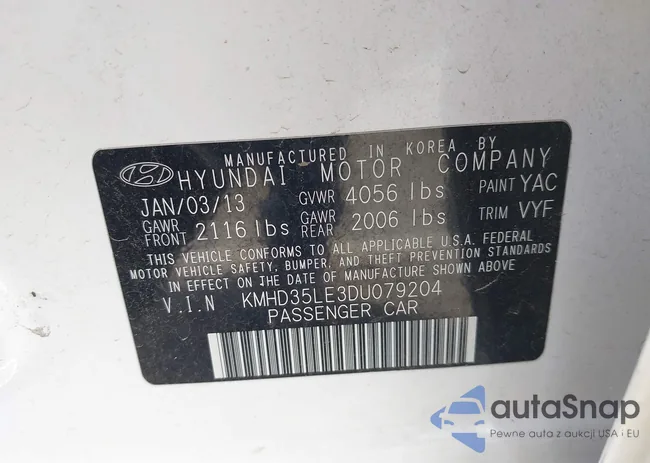 MANUFACTURED IN KOREA BY
HYUNDAI MOTOR COMPANY
JAN/03/13 GVWR 4056 lbs PAINT YAC
GAWR FRONT 2116 lbs GAWR REAR 2006 lbs TRIM VYF
THIS VEHICLE CONFORMS TO ALL APPLICABLE U.S.A. FEDERAL
MOTOR VEHICLE SAFETY, BUMPER, AND THEFT PREVENTION STANDARDS
IN EFFECT ON THE DATE OF MANUFACTURE SHOWN ABOVE
V.I.N KMHD35LE3DU079204
PASSENGER CAR
autaSnap
Pewne auta z aukcji USA i EU